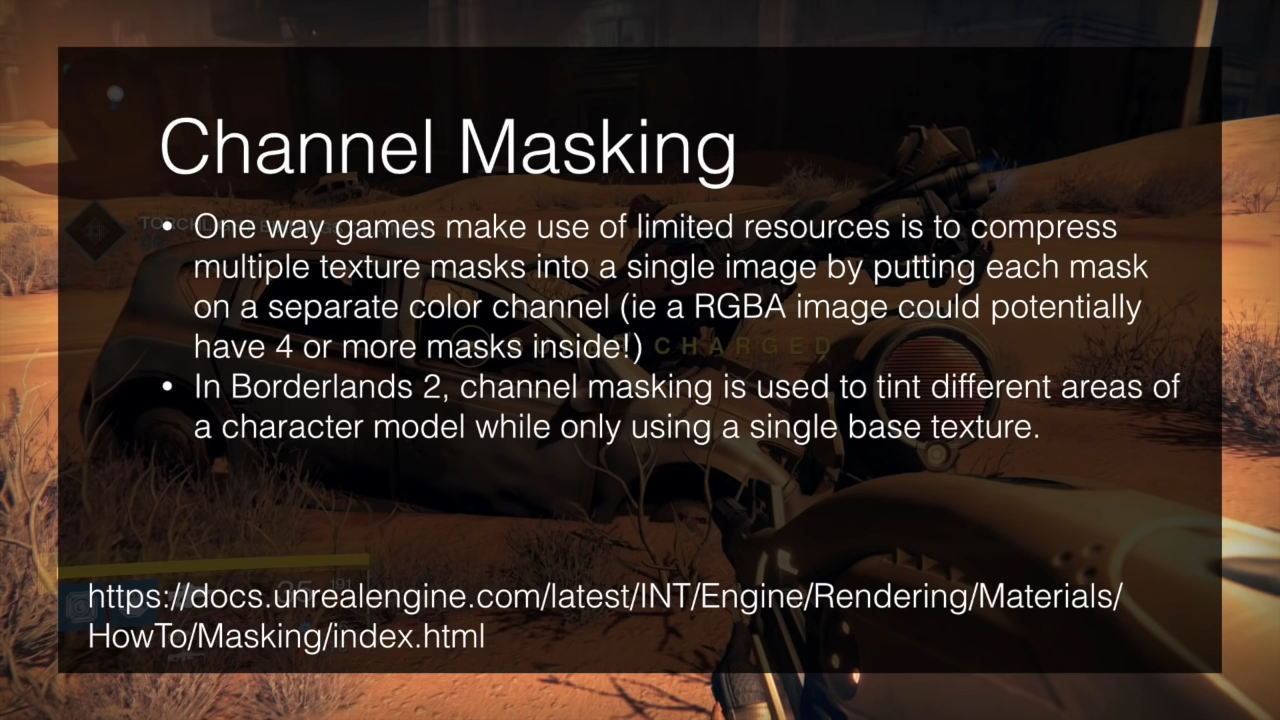 Channel Masking
• One way games make use of limited resources is to compress
multiple texture masks into a single image by putting each mask
on a separate color channel (ie a RGBA image could potentially
have 4 or more masks inside!)
CHARGED
• In Borderlands 2, channel masking is used to tint different areas of
a character model while only using a single base texture.
191
https://docs.unrealengine.com/latest/INT/Engine/Rendering/Materials/
HowTo/Masking/index.html